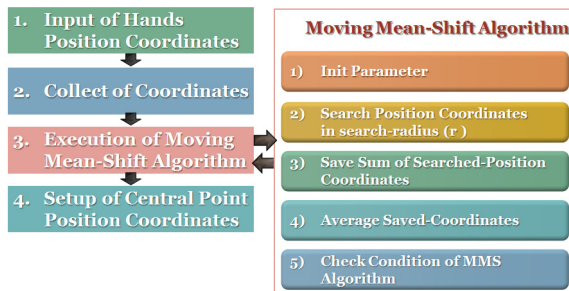 1. Input of Hands
Position Coordinates
2. Collect of Coordinates
3. Execution of Moving
Mean-Shift Algorithm
4. Setup of Central Point
Position Coordinates
Moving Mean-Shift Algorithm
1) Init Parameter
2) Search Position Coordinates
in search-radius (r )
3) Save Sum of Searched-Position
Coordinates
4) Average Saved-Coordinates
5) Check Condition of MMS
Algorithm